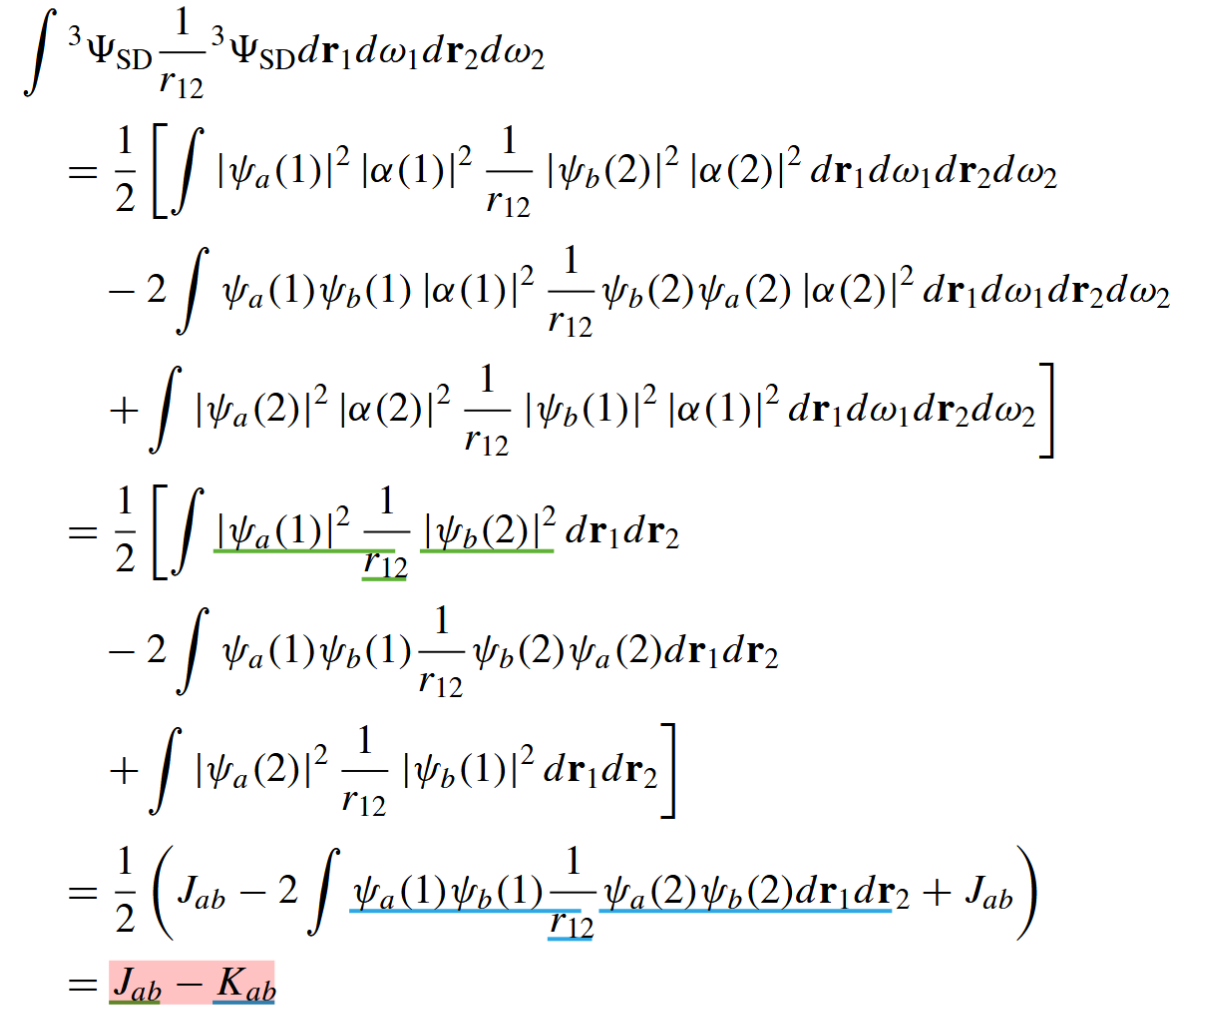 ∫ ³Ψ_SD 1/r₁₂ ³Ψ_SD d𝐫₁dω₁d𝐫₂dω₂
= 1/2 [ ∫ |ψ_a(1)|² |α(1)|² 1/r₁₂ |ψ_b(2)|² |α(2)|² d𝐫₁dω₁d𝐫₂dω₂
− 2 ∫ ψ_a(1)ψ_b(1) |α(1)|² 1/r₁₂ ψ_b(2)ψ_a(2) |α(2)|² d𝐫₁dω₁d𝐫₂dω₂
+ ∫ |ψ_a(2)|² |α(2)|² 1/r₁₂ |ψ_b(1)|² |α(1)|² d𝐫₁dω₁d𝐫₂dω₂ ]
= 1/2 [ ∫ |ψ_a(1)|² 1/r₁₂ |ψ_b(2)|² d𝐫₁d𝐫₂
− 2 ∫ ψ_a(1)ψ_b(1) 1/r₁₂ ψ_b(2)ψ_a(2)d𝐫₁d𝐫₂
+ ∫ |ψ_a(2)|² 1/r₁₂ |ψ_b(1)|² d𝐫₁d𝐫₂ ]
= 1/2 ( J_ab − 2 ∫ ψ_a(1)ψ_b(1) 1/r₁₂ ψ_a(2)ψ_b(2)d𝐫₁d𝐫₂ + J_ab )
= J_ab − K_ab